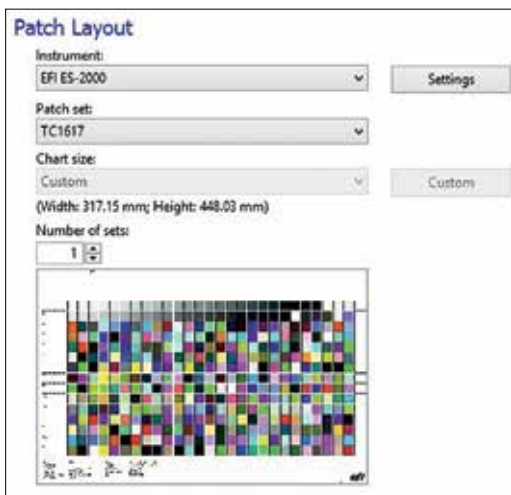 Patch Layout
Instrument:
EFI ES-2000
Settings
Patch set:
TC1617
Chart size:
Custom
Custom
(Width: 317.15 mm; Height: 448.03 mm)
Number of sets:
1
efi